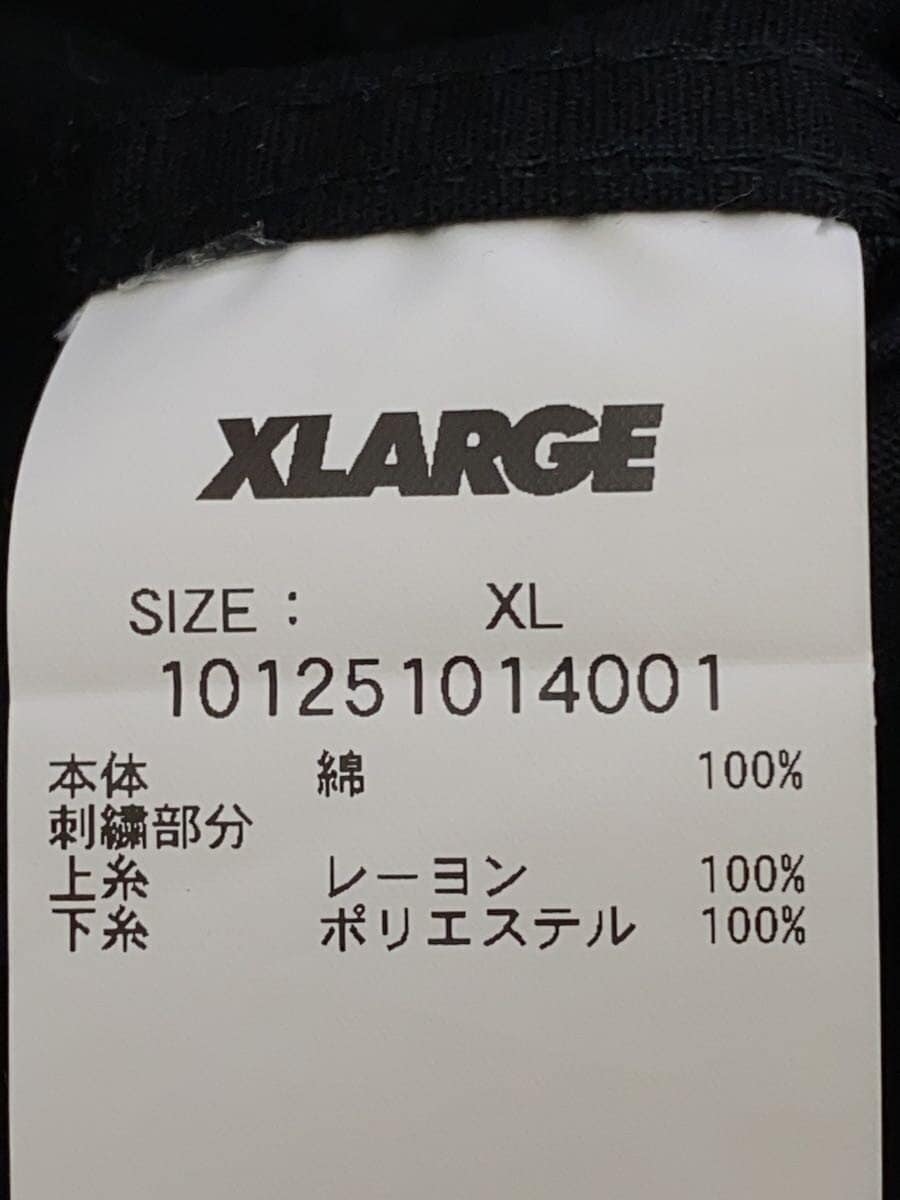 XLARGE
SIZE : XL
101251014001
本体 綿 100%
刺繍部分
上糸 レーヨン 100%
下糸 ポリエステル 100%